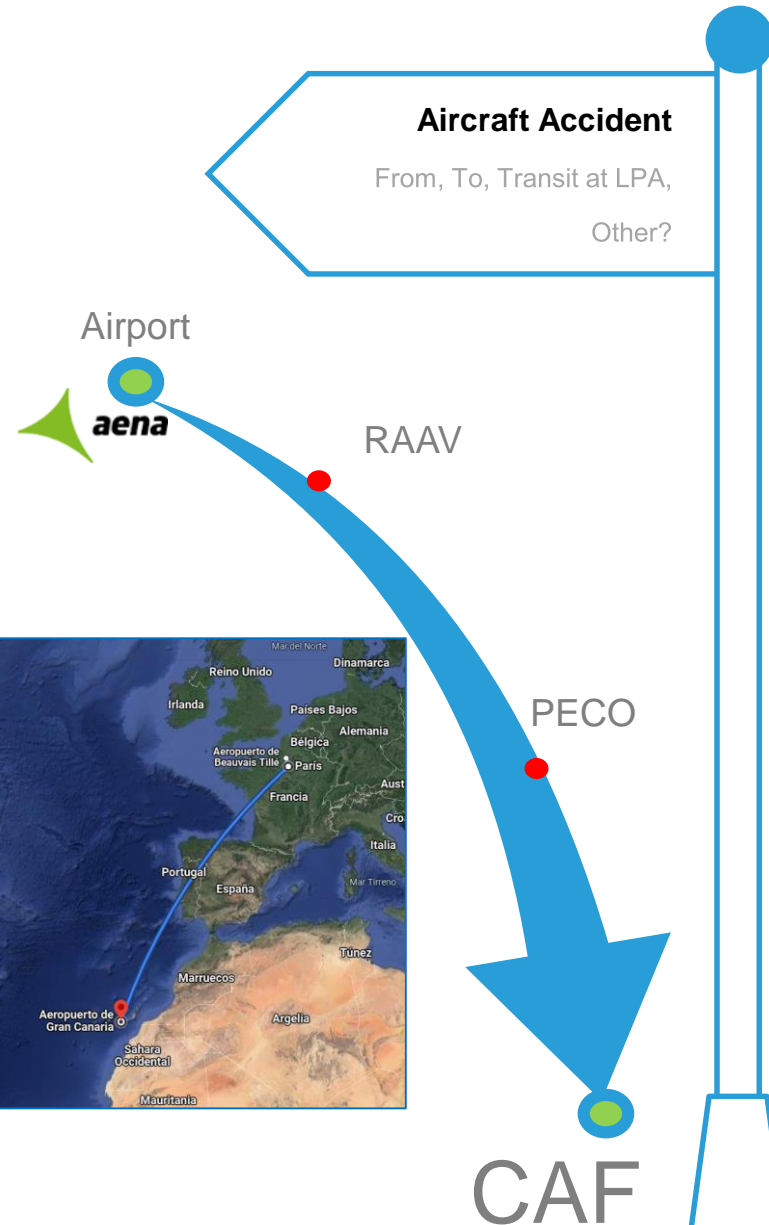 Aircraft Accident
From, To, Transit at LPA,
Other?
Airport
aena
RAAV
PECO
Mar del Norte
Dinamarca
Reino Unido
Irlanda
Países Bajos
Alemania
Bélgica
Aeropuerto de
Beauvais Tillé
París
Aust
Francia
Cro
Italia
Portugal
España
Mar Tirreno
Túnez
Marruecos
Aeropuerto de
Gran Canaria
Argelia
Sáhara
Occidental
Mauritania
CAF